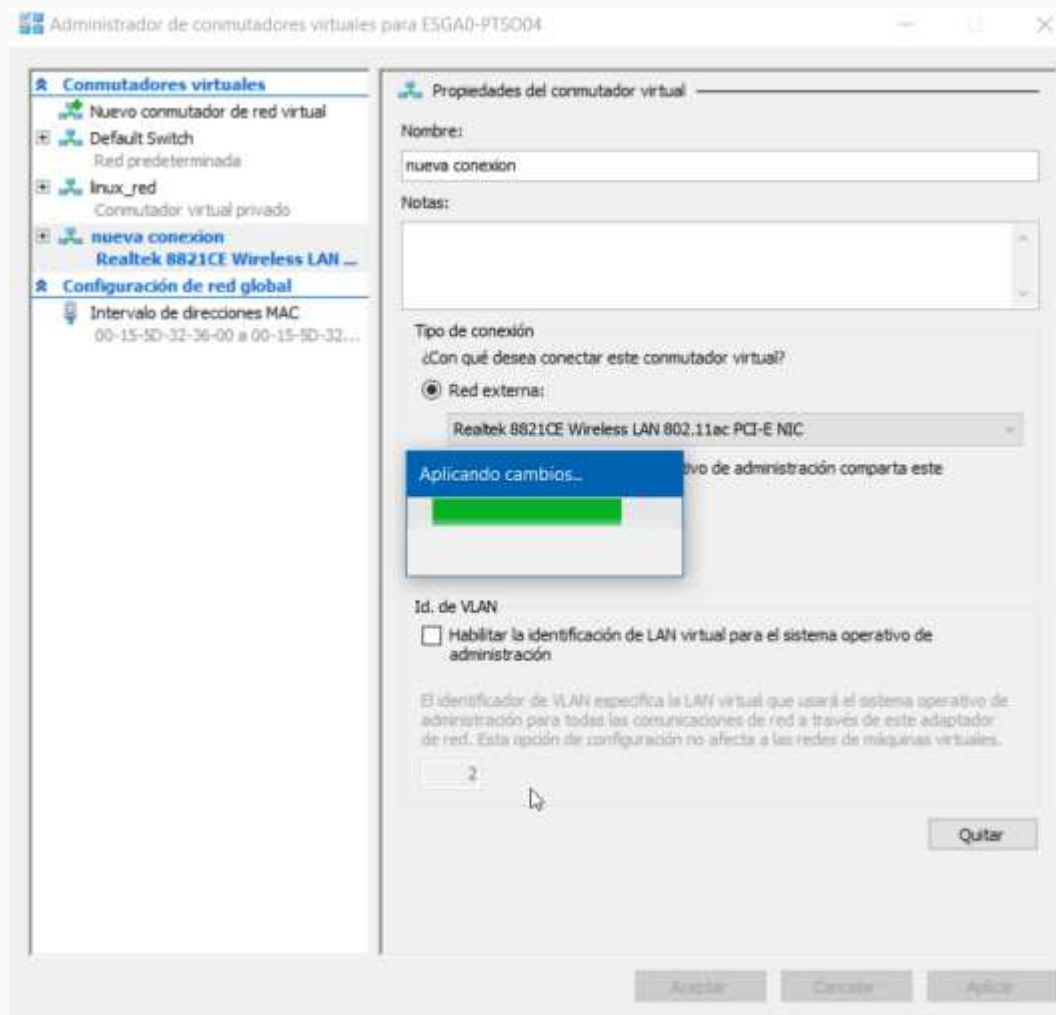 Administrador de conmutadores virtuales para ESGA0-PTSO04
Conmutadores virtuales
Nuevo conmutador de red virtual
Default Switch
Red predeterminada
linux_red
Conmutador virtual privado
nueva conexion
Realtek 8821CE Wireless LAN ...
Configuración de red global
Intervalo de direcciones MAC
00-15-5D-32-36-00 a 00-15-5D-32...
Propiedades del conmutador virtual
Nombre:
nueva conexion
Notas:
Tipo de conexión
¿Con qué desea conectar este conmutador virtual?
Red externa:
Realtek 8821CE Wireless LAN 802.11ac PCI-E NIC
de administración comparta este
Aplicando cambios...
Id. de VLAN
Habilitar la identificación de LAN virtual para el sistema operativo de
administración
El identificador de VLAN especifica la LAN virtual que usará el sistema operativo de
administración para todas las comunicaciones de red a través de este adaptador
de red. Esta opción de configuración no afecta a las redes de máquinas virtuales.
2
Quitar
Aceptar
Cancelar
Aplicar